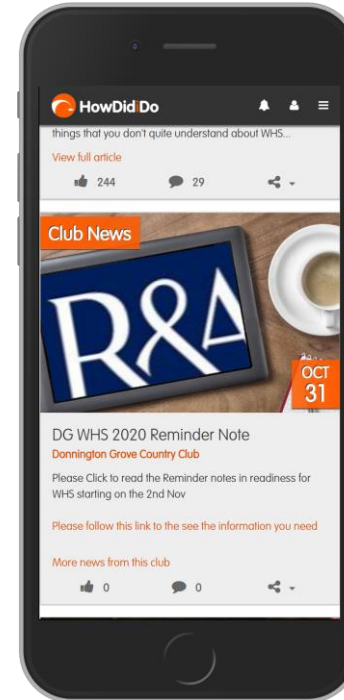 HowDidiDo
things that you don't quite understand about WHS...
View full article
244 29
Club News
R&A
OCT
31
DG WHS 2020 Reminder Note
Donnington Grove Country Club
Please Click to read the Reminder notes in readiness for
WHS starting on the 2nd Nov
Please follow this link to the see the information you need
More news from this club
0 0